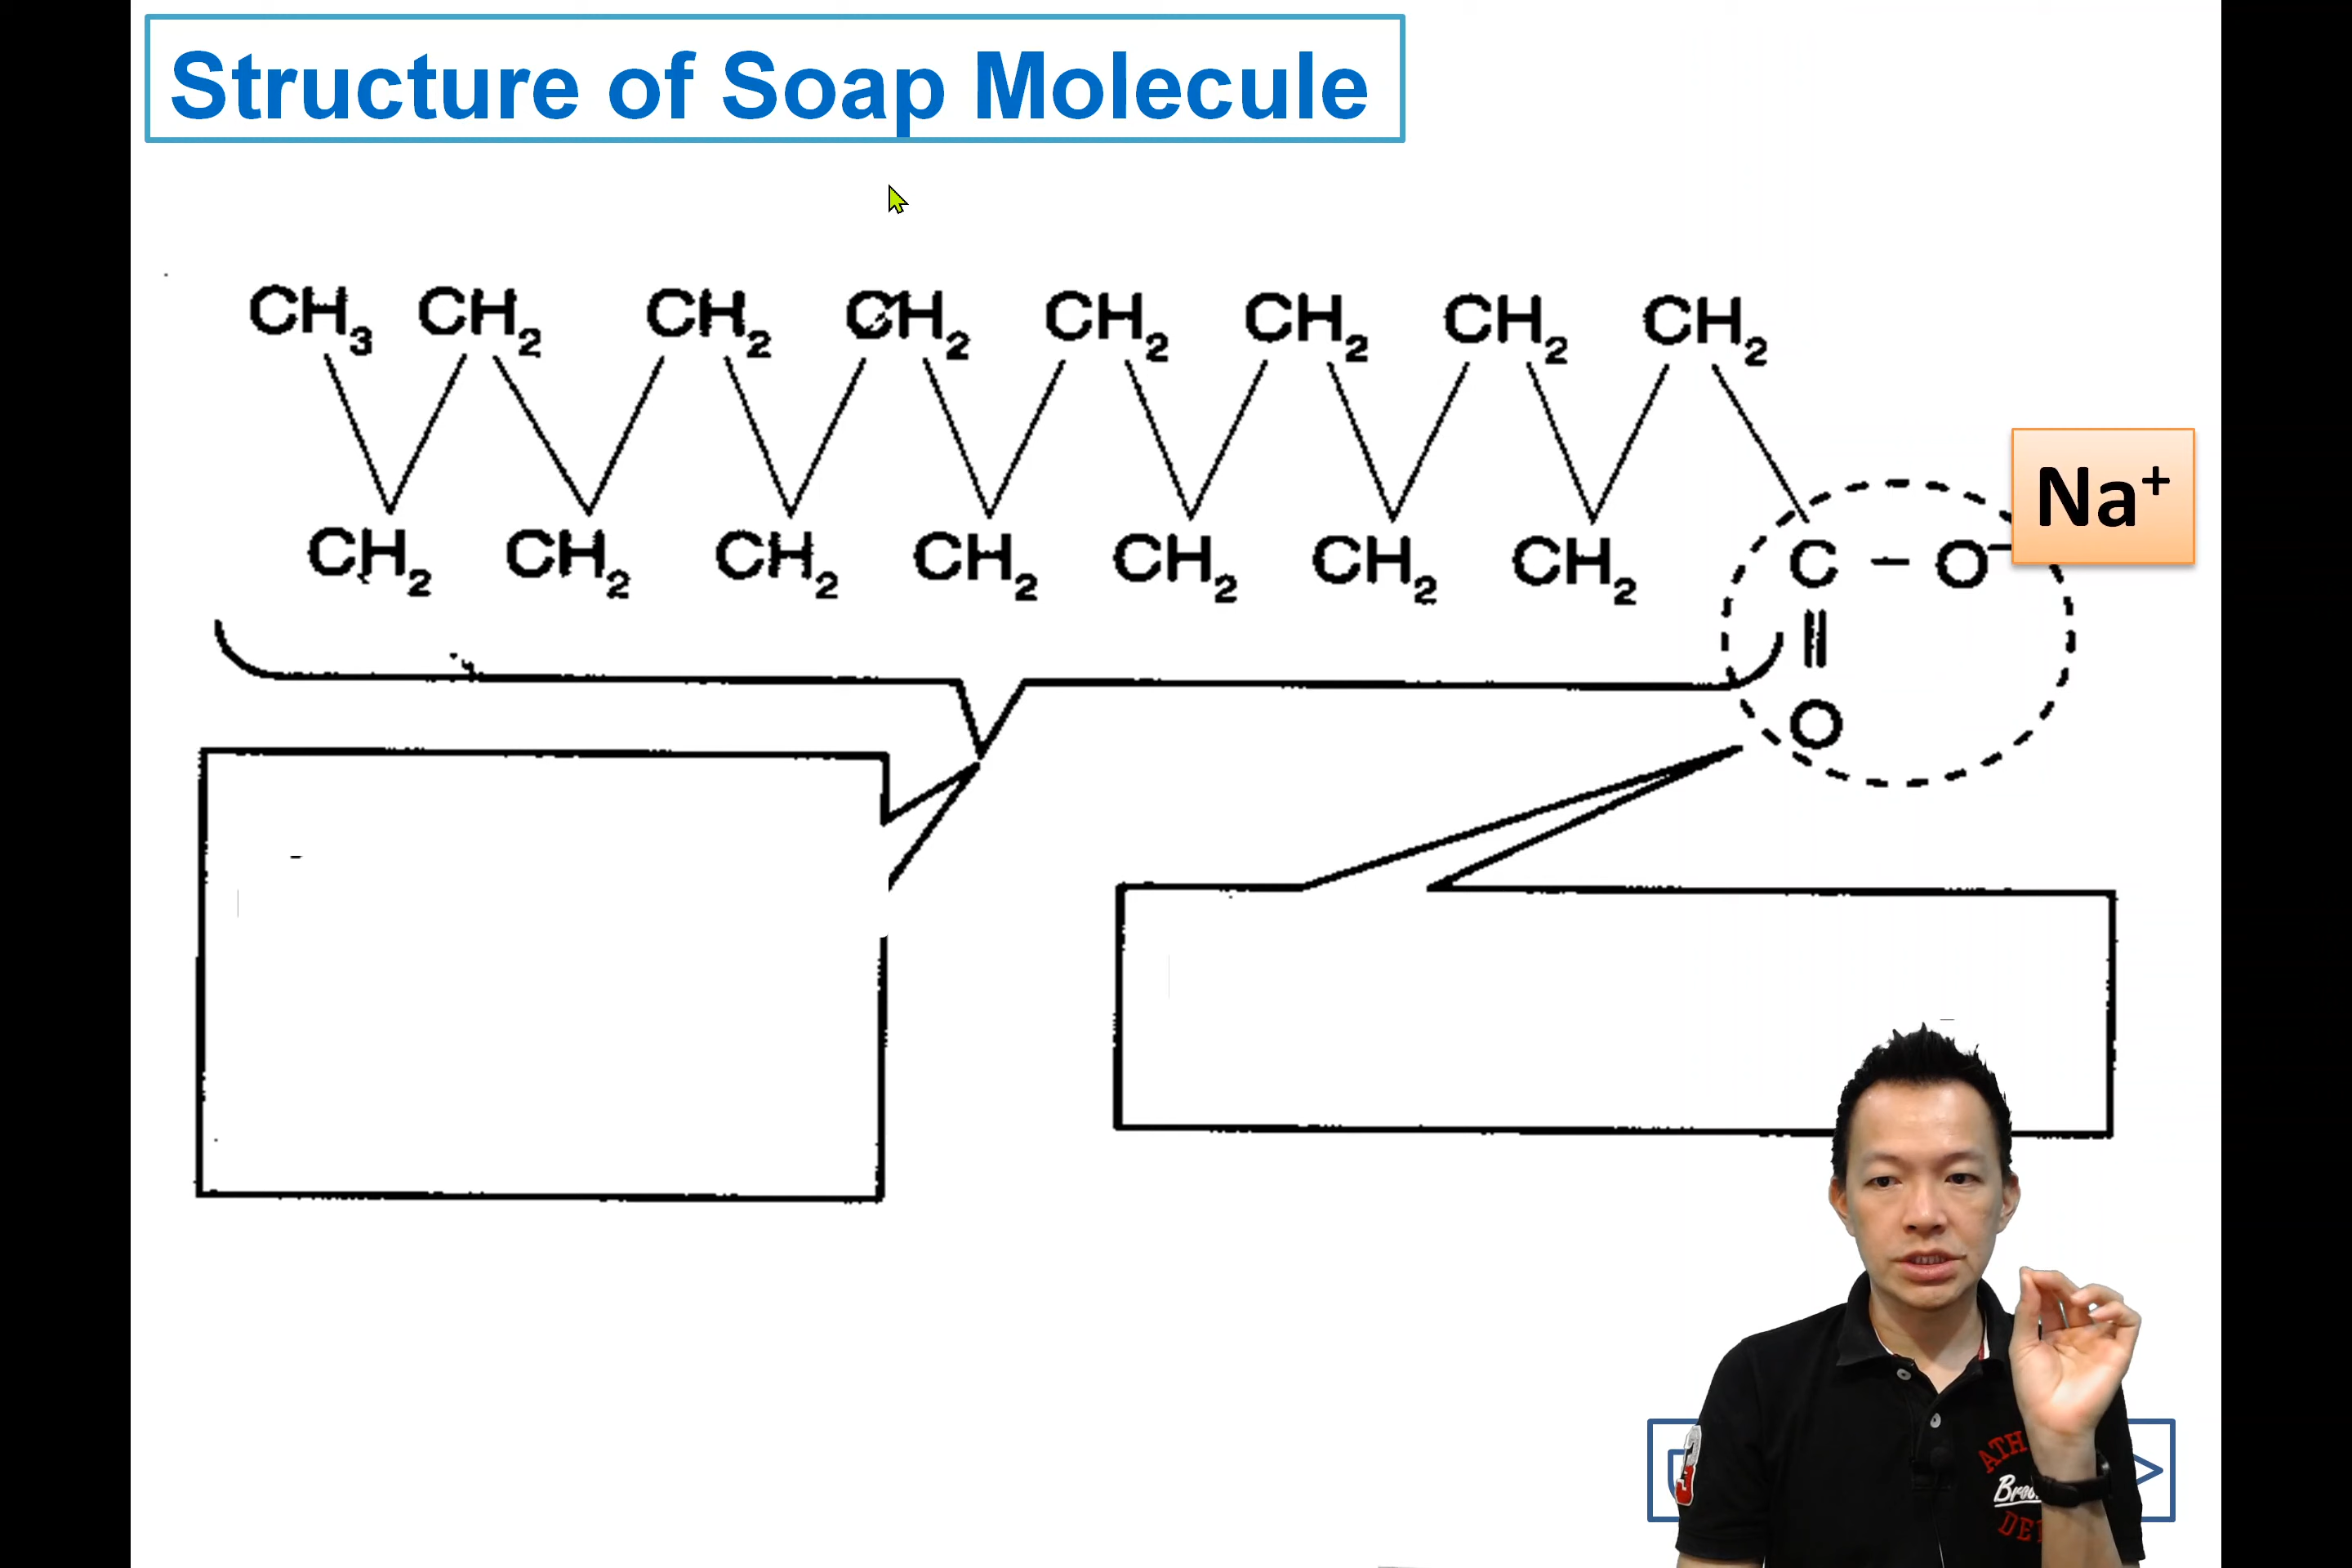 Structure of Soap Molecule
CH₃ CH₂ CH₂ CH₂ CH₂ CH₂ CH₂ CH₂
Na⁺
CH₂ CH₂ CH₂ CH₂ CH₂ CH₂ CH₂ C – O⁻
||
O
3